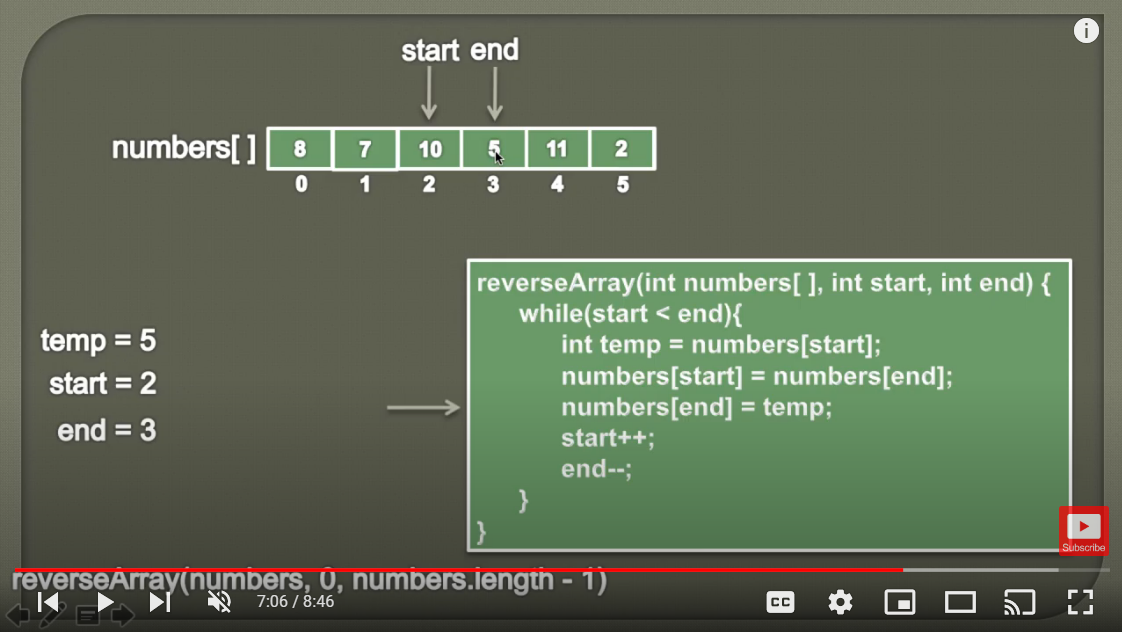 start end
numbers[ ] 8 7 10 5 11 2
0 1 2 3 4 5
reverseArray(int numbers[ ], int start, int end) {
while(start < end){
int temp = numbers[start];
numbers[start] = numbers[end];
numbers[end] = temp;
start++;
end--;
}
}
temp = 5
start = 2
end = 3
Subscribe
reverseArray(numbers, 0, numbers.length - 1)
7:06 / 8:46
CC